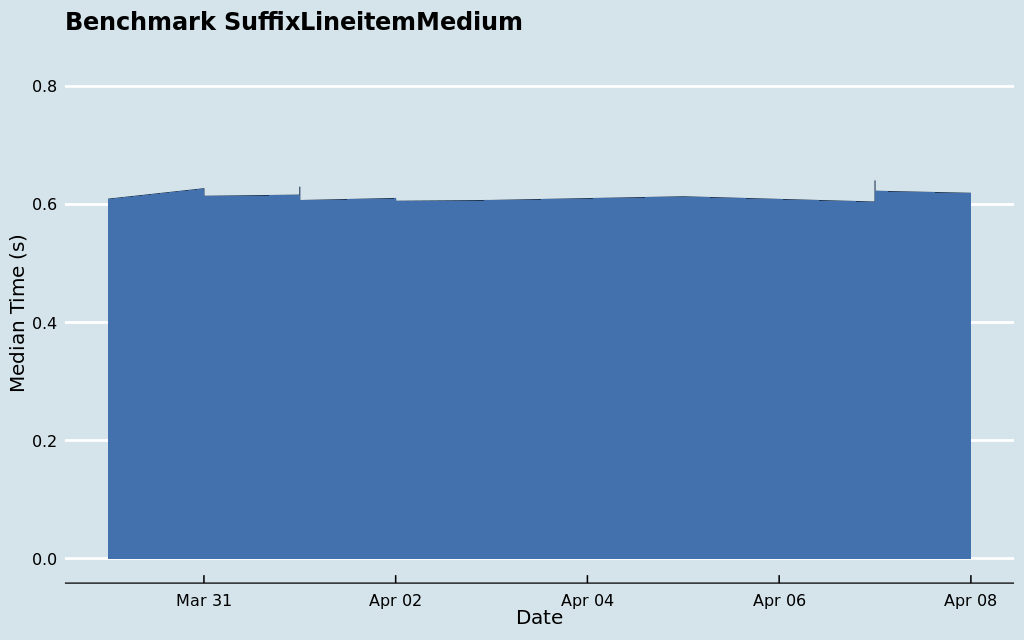 Benchmark SuffixLineitemMedium
Median Time (s)
0.8
0.6
0.4
0.2
0.0
Mar 31 Apr 02 Apr 04 Apr 06 Apr 08
Date